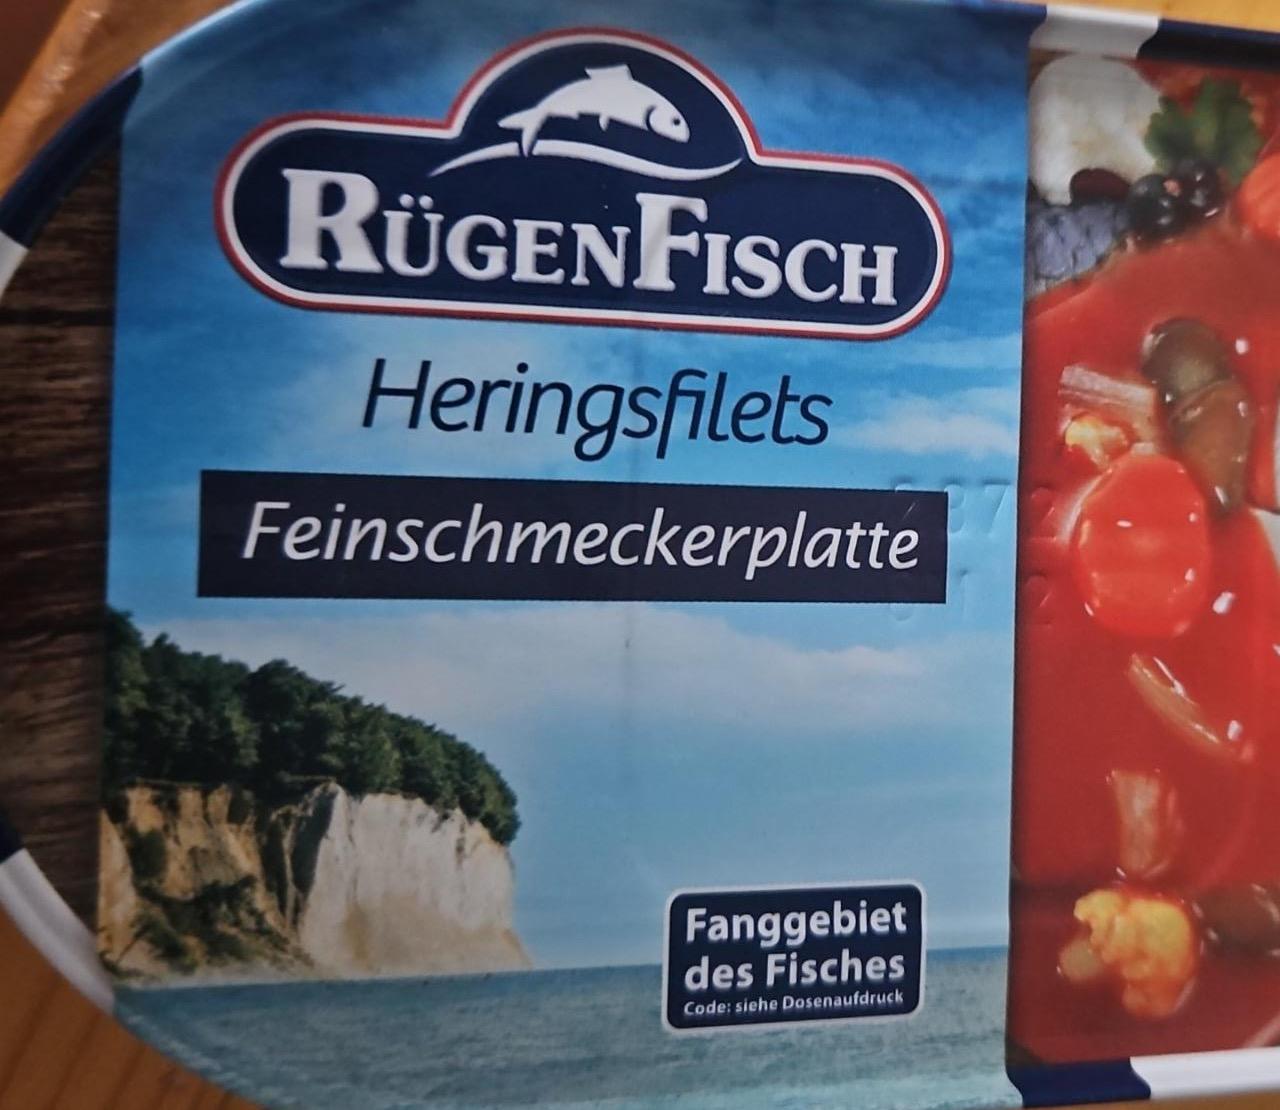 RÜGENFISCH
Heringsfilets
Feinschmeckerplatte
Fanggebiet
des Fisches
Code: siehe Dosenaufdruck